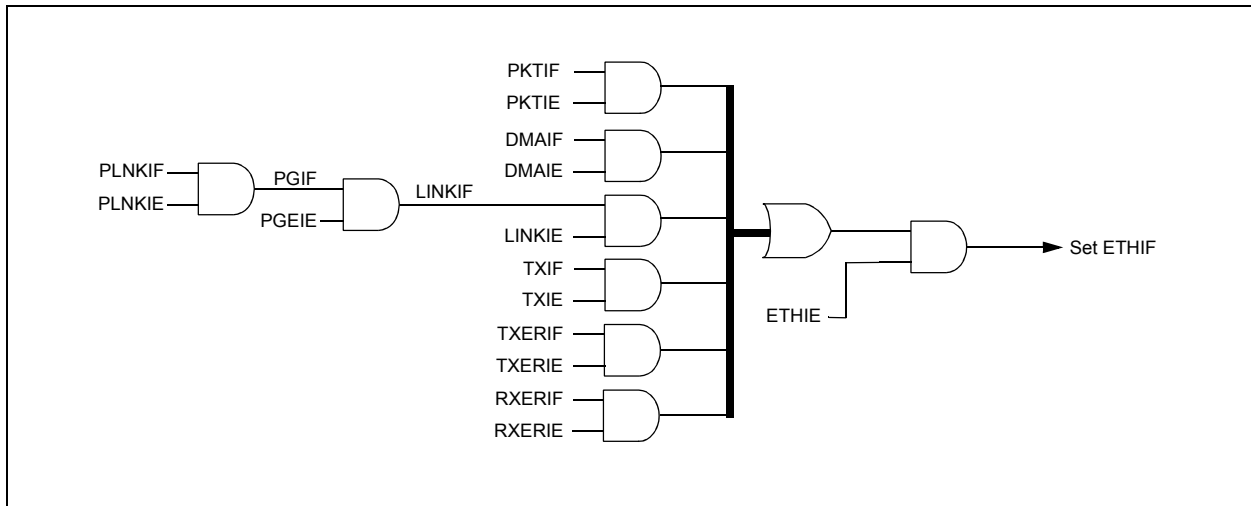 PKTIF
PKTIE
DMAIF
DMAIE
PLNKIF
PLNKIE
PGIF
PGEIE
LINKIF
LINKIE
TXIF
TXIE
TXERIF
TXERIE
RXERIF
RXERIE
ETHIE
Set ETHIF